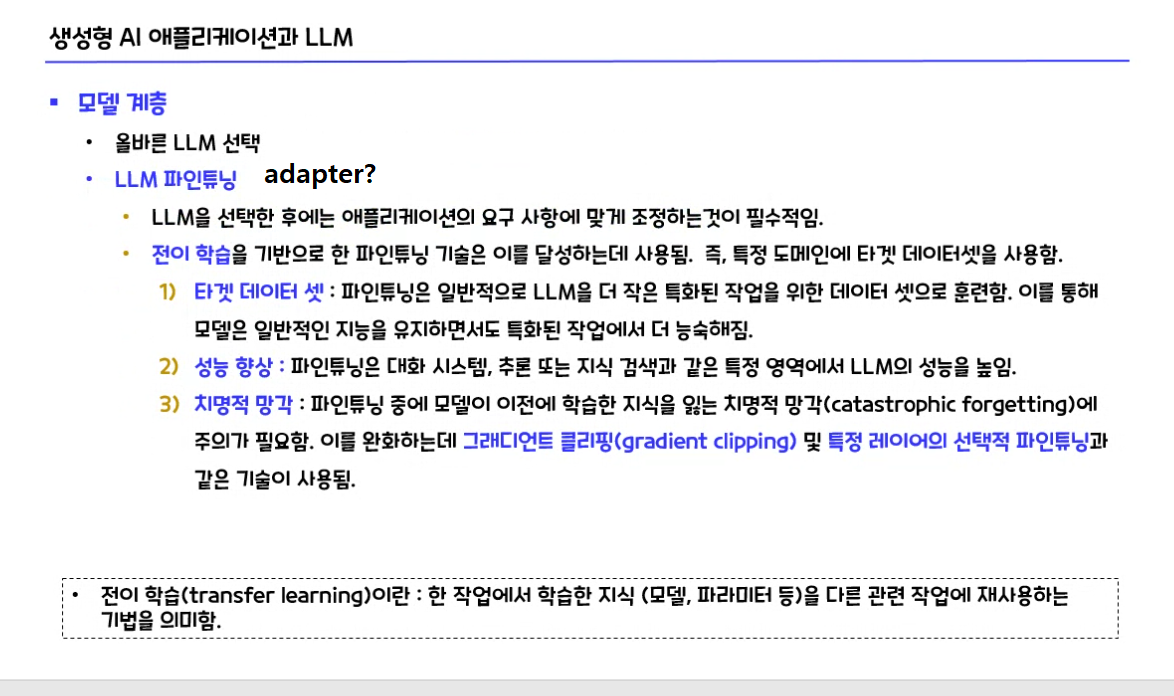 생성형 AI 애플리케이션과 LLM
▪ 모델 계층
• 올바른 LLM 선택
• LLM 파인튜닝 adapter?
• LLM을 선택한 후에는 애플리케이션의 요구 사항에 맞게 조정하는것이 필수적임.
• 전이 학습을 기반으로 한 파인튜닝 기술은 이를 달성하는데 사용됨. 즉, 특정 도메인에 타겟 데이터셋을 사용함.
1) 타겟 데이터 셋 : 파인튜닝은 일반적으로 LLM을 더 작은 특화된 작업을 위한 데이터 셋으로 훈련함. 이를 통해
모델은 일반적인 지능을 유지하면서도 특화된 작업에서 더 능숙해짐.
2) 성능 향상 : 파인튜닝은 대화 시스템, 추론 또는 지식 검색과 같은 특정 영역에서 LLM의 성능을 높임.
3) 치명적 망각 : 파인튜닝 중에 모델이 이전에 학습한 지식을 잃는 치명적 망각(catastrophic forgetting)에
주의가 필요함. 이를 완화하는데 그래디언트 클리핑(gradient clipping) 및 특정 레이어의 선택적 파인튜닝과
같은 기술이 사용됨.
• 전이 학습(transfer learning)이란 : 한 작업에서 학습한 지식 (모델, 파라미터 등)을 다른 관련 작업에 재사용하는
기법을 의미함.